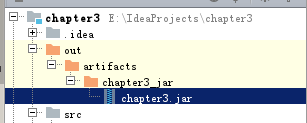 chapter3 E:\IdeaProjects\chapter3
.idea
out
artifacts
chapter3_jar
chapter3.jar
src